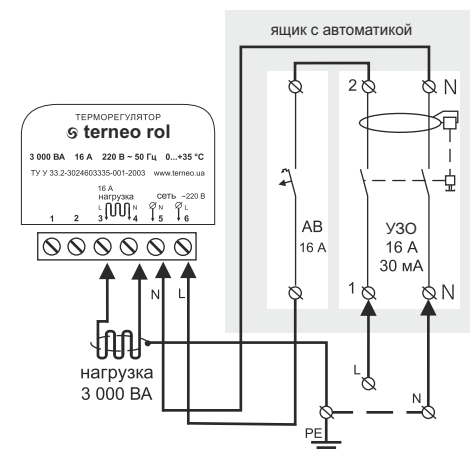 ящик с автоматикой
2
N
ТЕРМОРЕГУЛЯТОР
terneo rol
3 000 ВА 16 А 220 В ~ 50 Гц 0...+35 °С
ТУ У 33.2-3024603335-001-2003 www.terneo.ua
16 А
нагрузка
сеть ~220 В
L
N
N
L
1 2 3 4 5 6
АВ
16 А
УЗО
16 А
30 мА
N
L
1
N
нагрузка
3 000 ВА
L
N
PE